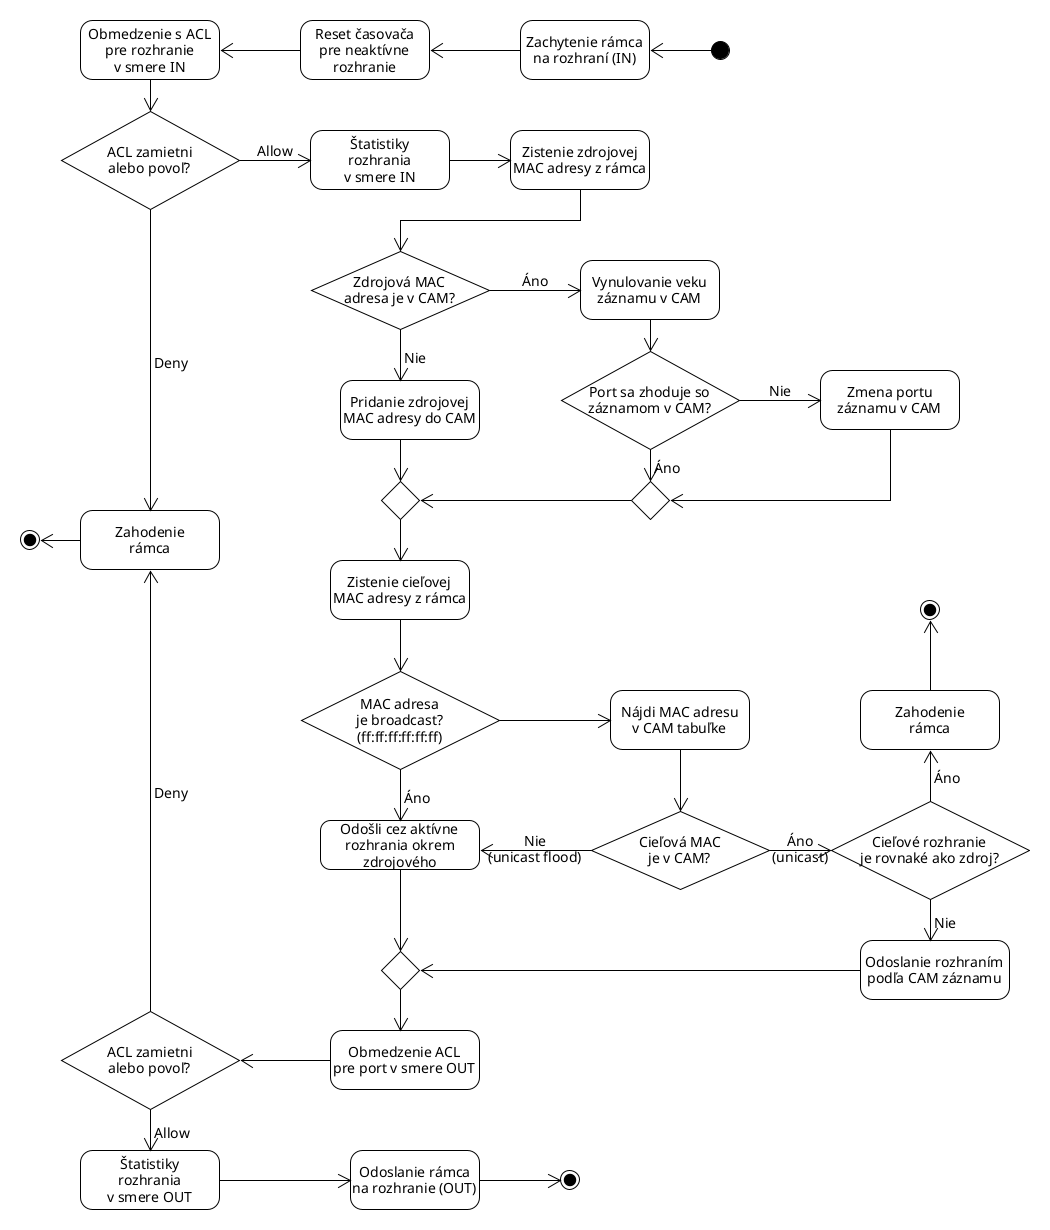 Obmedzenie s ACL
pre rozhranie
v smere IN
Reset časovača
pre neaktívne
rozhranie
Zachytenie rámca
na rozhraní (IN)
ACL zamietni
alebo povoľ?
Allow
Štatistiky
rozhrania
v smere IN
Zistenie zdrojovej
MAC adresy z rámca
Zdrojová MAC
adresa je v CAM?
Áno
Vynulovanie veku
záznamu v CAM
Deny
Nie
Pridanie zdrojovej
MAC adresy do CAM
Port sa zhoduje so
záznamom v CAM?
Nie
Zmena portu
záznamu v CAM
Áno
Zahodenie
rámca
Zistenie cieľovej
MAC adresy z rámca
MAC adresa
je broadcast?
(ff:ff:ff:ff:ff:ff)
Nájdi MAC adresu
v CAM tabuľke
Zahodenie
rámca
Deny
Áno
Áno
Odošli cez aktívne
rozhrania okrem
zdrojového
Nie
(unicast flood)
Cieľová MAC
je v CAM?
Áno
(unicast)
Cieľové rozhranie
je rovnaké ako zdroj?
Nie
Odoslanie rozhraním
podľa CAM záznamu
ACL zamietni
alebo povoľ?
Obmedzenie ACL
pre port v smere OUT
Allow
Štatistiky
rozhrania
v smere OUT
Odoslanie rámca
na rozhranie (OUT)